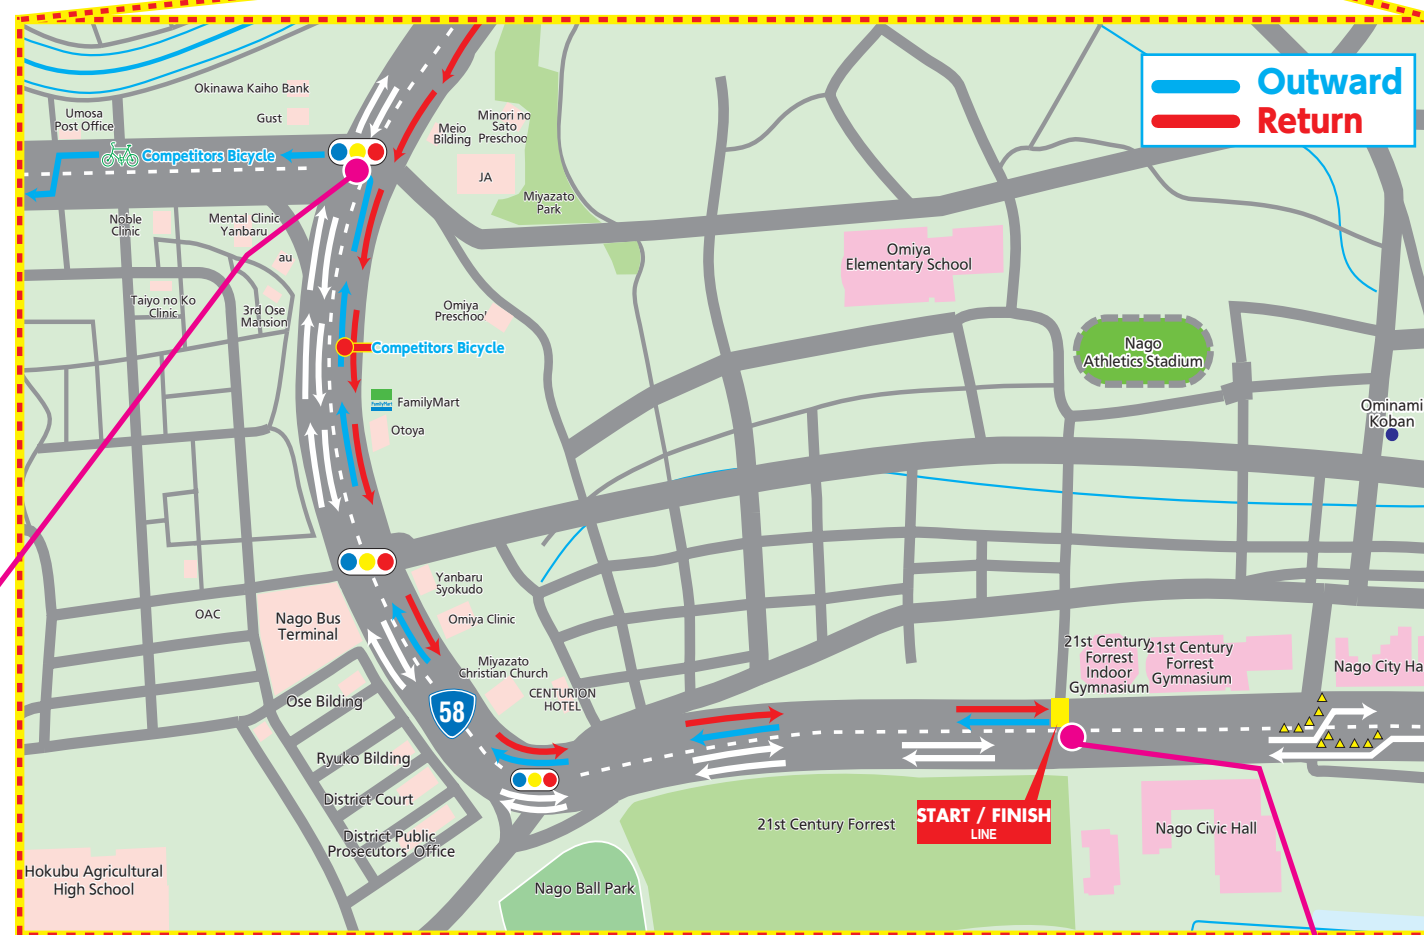 Outward
Return
Okinawa Kaiho Bank
Gust
Umosa
Post Office
Competitors Bicycle
Meio
Bilding
Minori no
Sato
Preschoo
JA
Miyazato
Park
Noble
Clinic
Mental Clinic
Yanbaru
au
Taiyo no Ko
Clinic
3rd Ose
Mansion
Omiya
Preschoo'
Omiya
Elementary School
Nago
Athletics Stadium
Competitors Bicycle
FamilyMart
FamilyMart
Otoya
Ominami
Koban
Yanbaru
Syokudo
OAC
Nago Bus
Terminal
Omiya Clinic
Miyazato
Christian Church
CENTURION
HOTEL
21st Century
Forrest
Indoor
Gymnasium
21st Century
Forrest
Gymnasium
Nago City Ha
Ose Bilding
58
Ryuko Bilding
District Court
District Public
Prosecutors' Office
START / FINISH
LINE
21st Century Forrest
Nago Civic Hall
Hokubu Agricultural
High School
Nago Ball Park